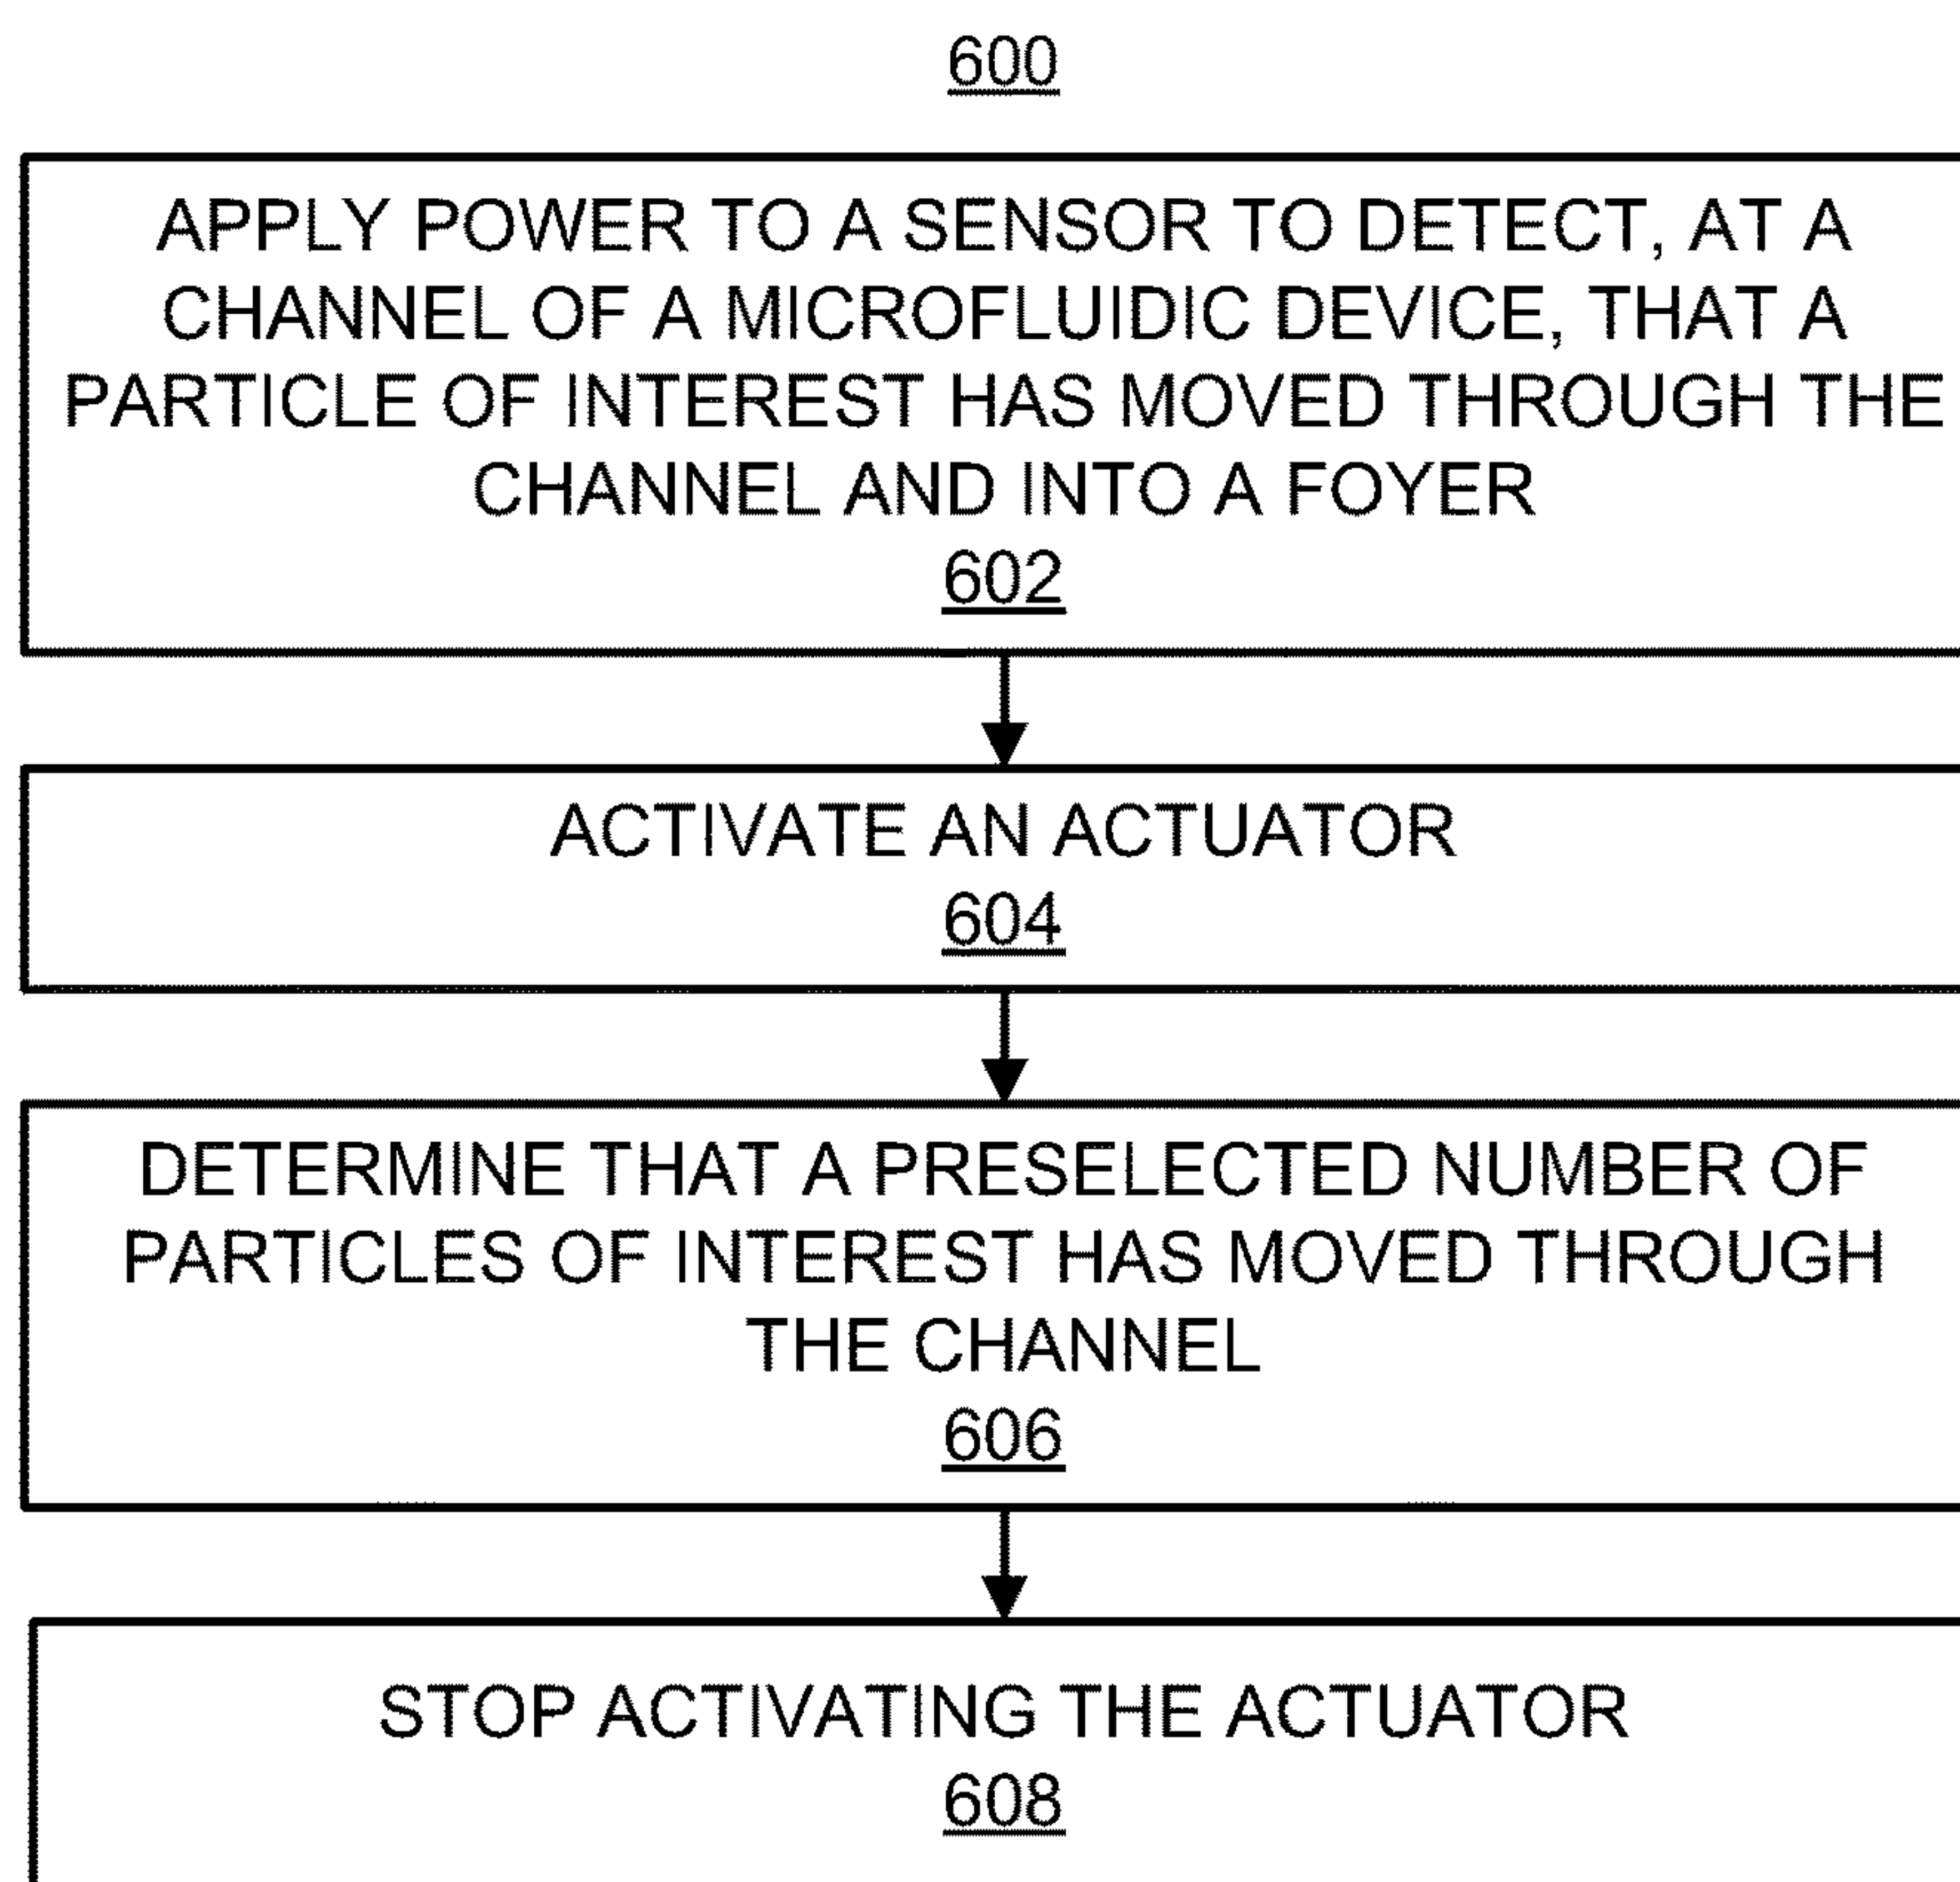 600
APPLY POWER TO A SENSOR TO DETECT, AT A
CHANNEL OF A MICROFLUIDIC DEVICE, THAT A
PARTICLE OF INTEREST HAS MOVED THROUGH THE
CHANNEL AND INTO A FOYER
602
ACTIVATE AN ACTUATOR
604
DETERMINE THAT A PRESELECTED NUMBER OF
PARTICLES OF INTEREST HAS MOVED THROUGH
THE CHANNEL
606
STOP ACTIVATING THE ACTUATOR
608